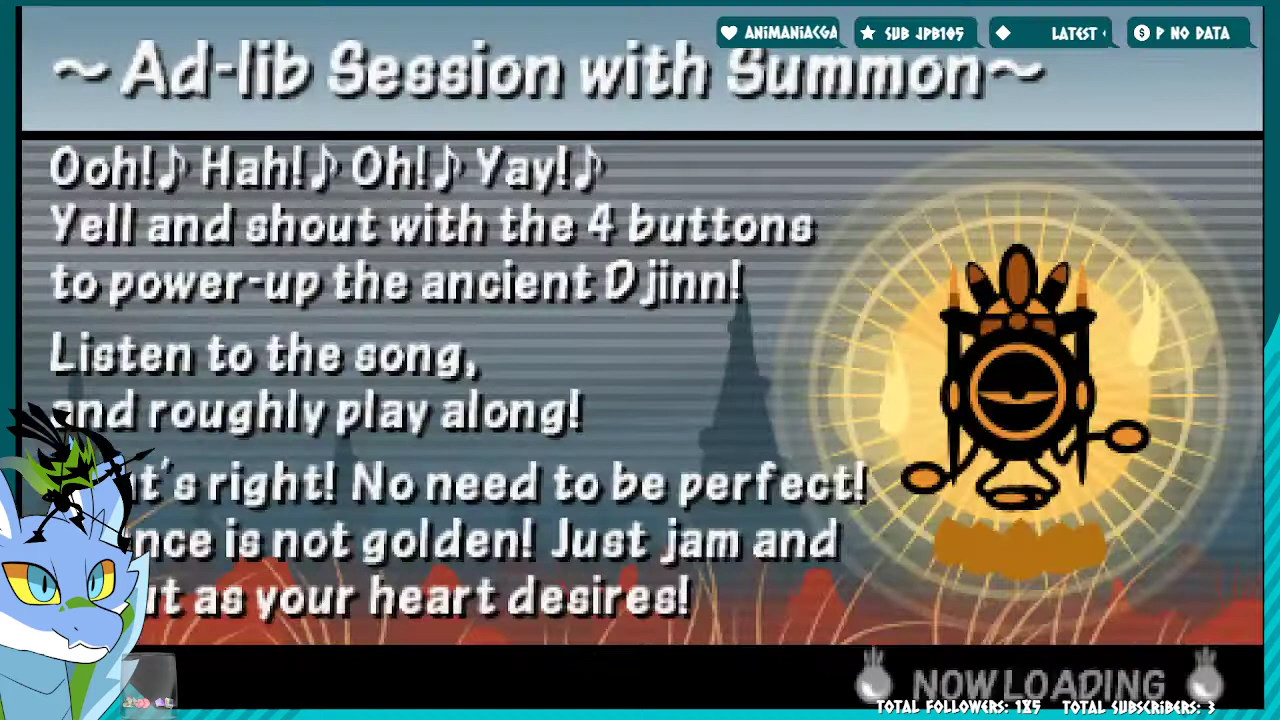 ANIMANIACGA
SUB JPB105
LATEST
P NO DATA
~Ad-lib Session with Summon~
Ooh!♪ Hah!♪ Oh!♪ Yay!♪
Yell and shout with the 4 buttons
to power-up the ancient Djinn!
Listen to the song,
and roughly play along!
t's right! No need to be perfect!
nce is not golden! Just jam and
ut as your heart desires!
NOW LOADING
TOTAL FOLLOWERS: 185 TOTAL SUBSCRIBERS: 3